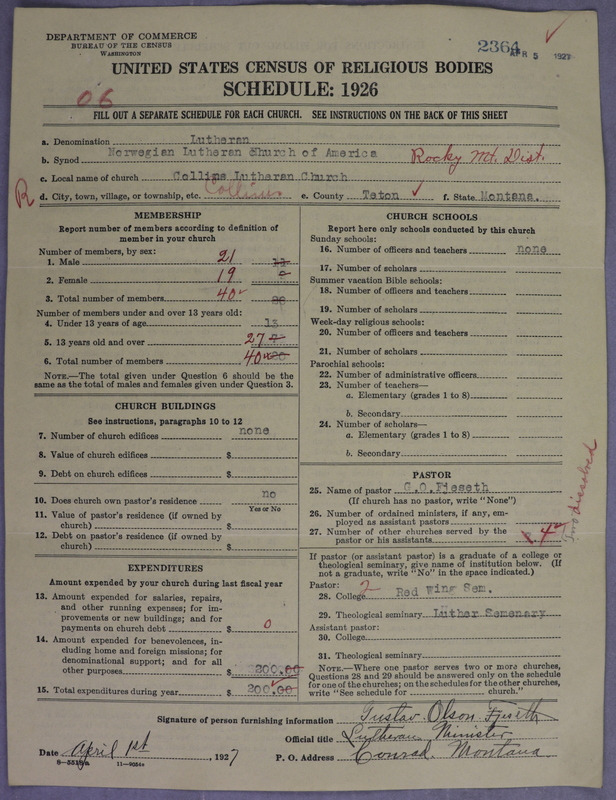 DEPARTMENT OF COMMERCE
BUREAU OF THE CENSUS
WASHINGTON
2364
APR 5 1927
UNITED STATES CENSUS OF RELIGIOUS BODIES
SCHEDULE: 1926
06
FILL OUT A SEPARATE SCHEDULE FOR EACH CHURCH. SEE INSTRUCTIONS ON THE BACK OF THIS SHEET
a. Denomination Lutheran
b. Synod Norwegian Lutheran Church of America Rocky Mt. Dist.
c. Local name of church Collins Lutheran Church
R d. City, town, village, or township, etc. Collins e. County Teton f. State Montana.
MEMBERSHIP
Report number of members according to definition of
member in your church
Number of members, by sex:
1. Male 21
2. Female 19
3. Total number of members 40
Number of members under and over 13 years old:
4. Under 13 years of age 13
5. 13 years old and over 27
6. Total number of members 40
NOTE.—The total given under Question 6 should be the
same as the total of males and females given under Question 3.
CHURCH BUILDINGS
See instructions, paragraphs 10 to 12
7. Number of church edifices none
8. Value of church edifices $
9. Debt on church edifices $
10. Does church own pastor's residence no
Yes or No
11. Value of pastor's residence (if owned by
church) $
12. Debt on pastor's residence (if owned by
church) $
EXPENDITURES
Amount expended by your church during last fiscal year
13. Amount expended for salaries, repairs,
and other running expenses; for im-
provements or new buildings; and for
payments on church debt $ 0
14. Amount expended for benevolences, in-
cluding home and foreign missions; for
denominational support; and for all
other purposes $ 200.00
15. Total expenditures during year $ 200.00
CHURCH SCHOOLS
Report here only schools conducted by this church
Sunday schools:
16. Number of officers and teachers none
17. Number of scholars
Summer vacation Bible schools:
18. Number of officers and teachers
19. Number of scholars
Week-day religious schools:
20. Number of officers and teachers
21. Number of scholars
Parochial schools:
22. Number of administrative officers
23. Number of teachers—
a. Elementary (grades 1 to 8)
b. Secondary
24. Number of scholars—
a. Elementary (grades 1 to 8)
b. Secondary
PASTOR
25. Name of pastor G.O.Fjeseth
(If church has no pastor, write "None")
26. Number of ordained ministers, if any, em-
ployed as assistant pastors
27. Number of other churches served by the
pastor or his assistants 4
two dissolved
If pastor (or assistant pastor) is a graduate of a college or
theological seminary, give name of institution below. (If
not a graduate, write "No" in the space indicated.)
Pastor: 2
28. College Red Wing Sem.
29. Theological seminary Luther Semenary
Assistant pastor:
30. College
31. Theological seminary
NOTE.—Where one pastor serves two or more churches,
Questions 28 and 29 should be answered only on the schedule
for one of the churches; on the schedules for the other churches,
write "See schedule for church."
Signature of person furnishing information Gustav Olson Fjeseth
Official title Lutheran Minister
Date April 1st, 1927 P. O. Address Conrad Montana